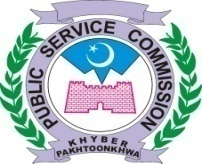 PUBLIC SERVICE COMMISSION
KHYBER
PAKHTOONKHWA